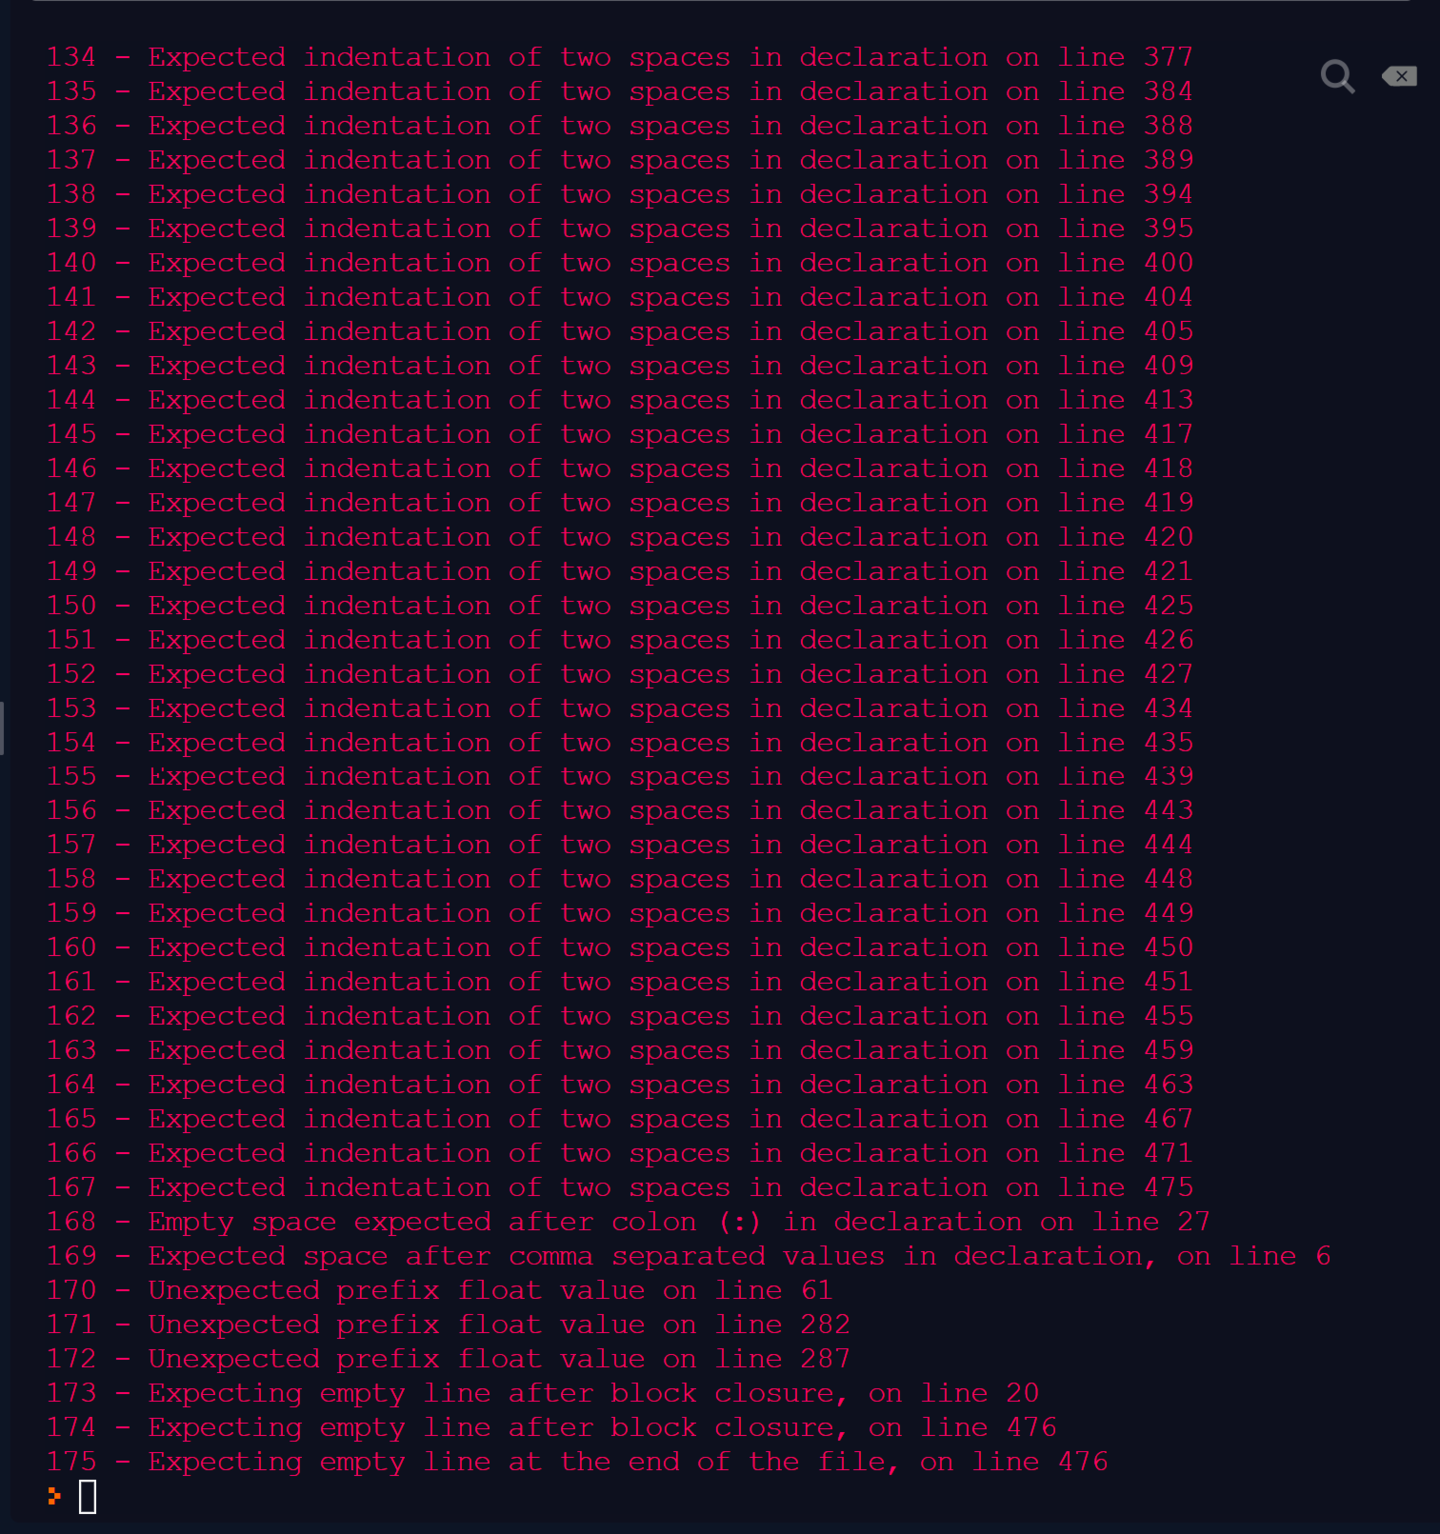 134 - Expected indentation of two spaces in declaration on line 377
135 - Expected indentation of two spaces in declaration on line 384
136 - Expected indentation of two spaces in declaration on line 388
137 - Expected indentation of two spaces in declaration on line 389
138 - Expected indentation of two spaces in declaration on line 394
139 - Expected indentation of two spaces in declaration on line 395
140 - Expected indentation of two spaces in declaration on line 400
141 - Expected indentation of two spaces in declaration on line 404
142 - Expected indentation of two spaces in declaration on line 405
143 - Expected indentation of two spaces in declaration on line 409
144 - Expected indentation of two spaces in declaration on line 413
145 - Expected indentation of two spaces in declaration on line 417
146 - Expected indentation of two spaces in declaration on line 418
147 - Expected indentation of two spaces in declaration on line 419
148 - Expected indentation of two spaces in declaration on line 420
149 - Expected indentation of two spaces in declaration on line 421
150 - Expected indentation of two spaces in declaration on line 425
151 - Expected indentation of two spaces in declaration on line 426
152 - Expected indentation of two spaces in declaration on line 427
153 - Expected indentation of two spaces in declaration on line 434
154 - Expected indentation of two spaces in declaration on line 435
155 - Expected indentation of two spaces in declaration on line 439
156 - Expected indentation of two spaces in declaration on line 443
157 - Expected indentation of two spaces in declaration on line 444
158 - Expected indentation of two spaces in declaration on line 448
159 - Expected indentation of two spaces in declaration on line 449
160 - Expected indentation of two spaces in declaration on line 450
161 - Expected indentation of two spaces in declaration on line 451
162 - Expected indentation of two spaces in declaration on line 455
163 - Expected indentation of two spaces in declaration on line 459
164 - Expected indentation of two spaces in declaration on line 463
165 - Expected indentation of two spaces in declaration on line 467
166 - Expected indentation of two spaces in declaration on line 471
167 - Expected indentation of two spaces in declaration on line 475
168 - Empty space expected after colon (:) in declaration on line 27
169 - Expected space after comma separated values in declaration, on line 6
170 - Unexpected prefix float value on line 61
171 - Unexpected prefix float value on line 282
172 - Unexpected prefix float value on line 287
173 - Expecting empty line after block closure, on line 20
174 - Expecting empty line after block closure, on line 476
175 - Expecting empty line at the end of the file, on line 476